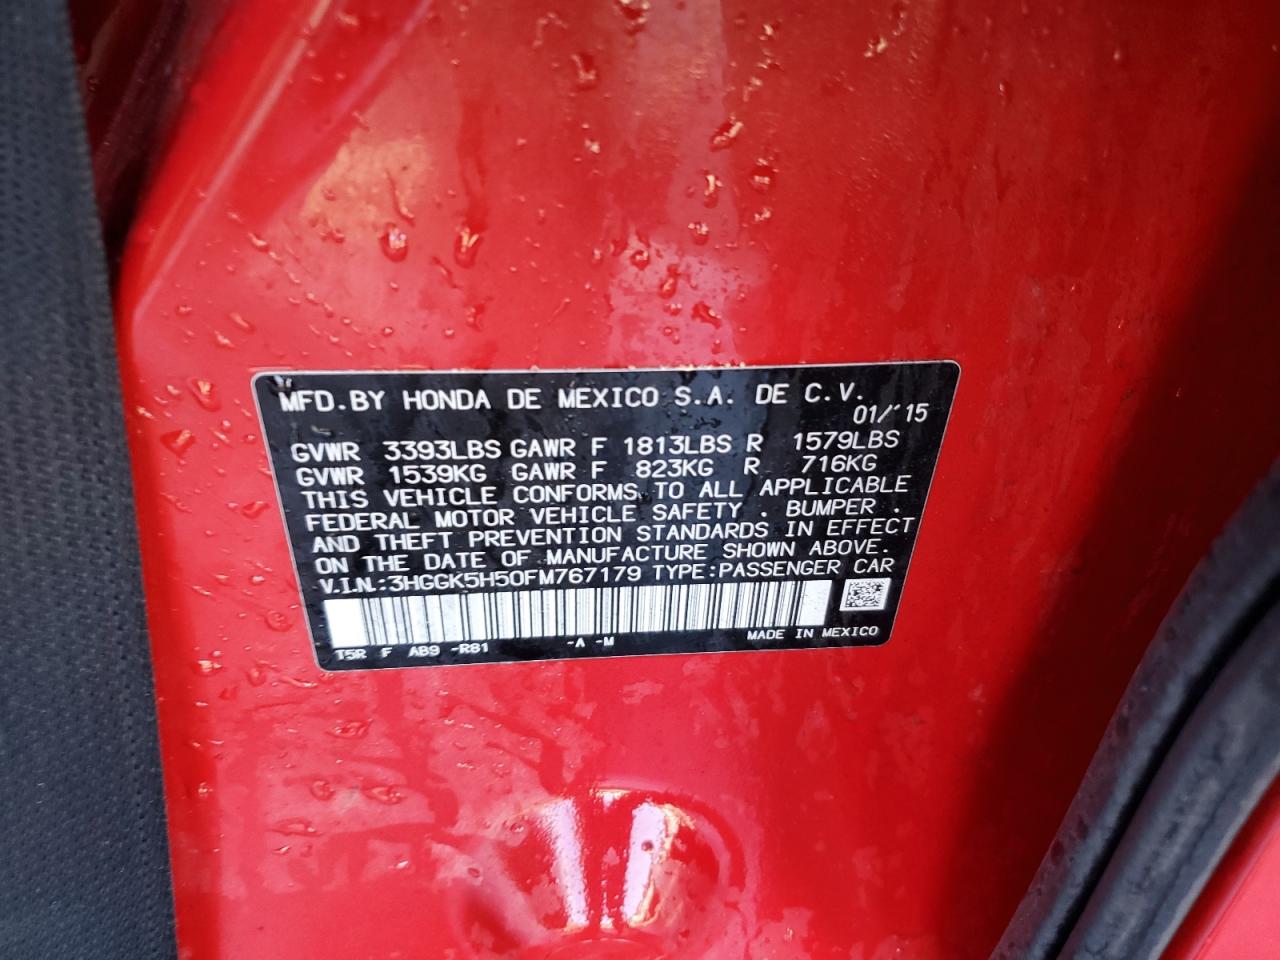 MFD.BY HONDA DE MEXICO S.A. DE C.V.
01/'15
GVWR 3393LBS GAWR F 1813LBS R 1579LBS
GVWR 1539KG GAWR F 823KG R 716KG
THIS VEHICLE CONFORMS TO ALL APPLICABLE
FEDERAL MOTOR VEHICLE SAFETY . BUMPER .
AND THEFT PREVENTION STANDARDS IN EFFECT
ON THE DATE OF MANUFACTURE SHOWN ABOVE.
V.I.N.:3HGGK5H50FM767179 TYPE:PASSENGER CAR
MADE IN MEXICO
T5R F AB9 -R81 -A -M